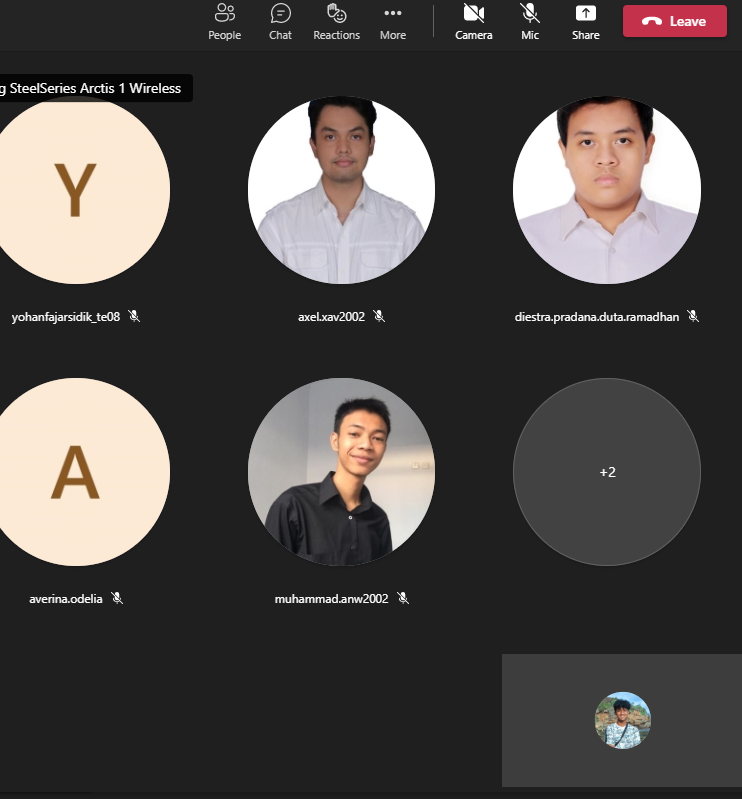 People Chat Reactions More Camera Mic Share Leave
g SteelSeries Arctis 1 Wireless
Y
yohanfajarsidik_te08 axel.xav2002 diestra.pradana.duta.ramadhan
A +2
averina.odelia muhammad.anw2002